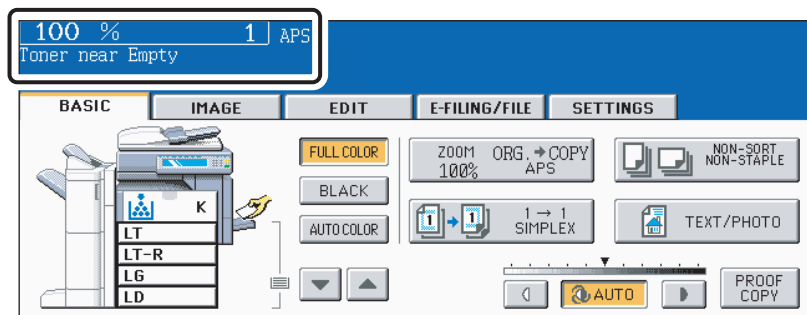 100 % 1 APS
Toner near Empty
BASIC IMAGE EDIT E-FILING/FILE SETTINGS
FULL COLOR
BLACK
AUTO COLOR
ZOOM ORG.→COPY
100% APS
NON-SORT
NON-STAPLE
1 → 1 1 → 1
SIMPLEX
TEXT/PHOTO
K
LT
LT-R
LG
LD
AUTO
PROOF
COPY